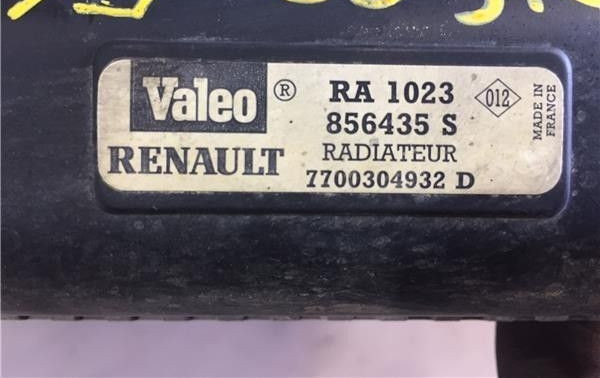 Valeo ® RA 1023 012
856435 S
RENAULT RADIATEUR
7700304932 D
MADE IN
FRANCE